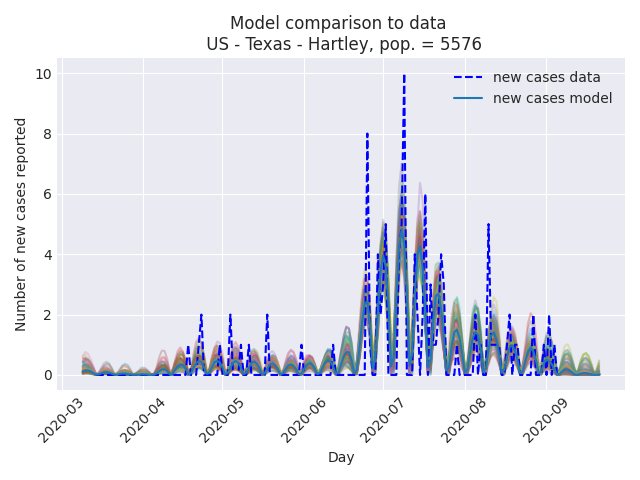 Model comparison to data
US - Texas - Hartley, pop. = 5576
new cases data
new cases model
Number of new cases reported
10
8
6
4
2
0
2020-03
2020-04
2020-05
2020-06
2020-07
2020-08
2020-09
Day